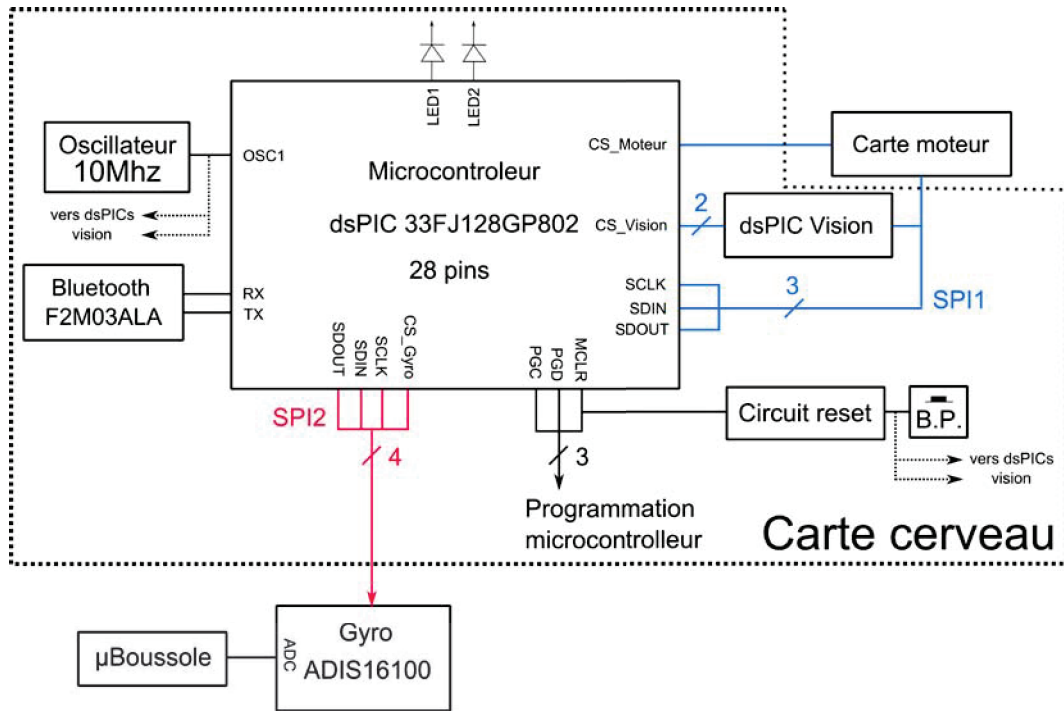 LED1
LED2
Oscillateur
10Mhz
OSC1
CS_Moteur
Carte moteur
Microcontroleur
vers dsPICs
vision
dsPIC 33FJ128GP802
CS_Vision
2
dsPIC Vision
28 pins
Bluetooth
F2M03ALA
RX
TX
SCLK
SDIN
SDOUT
3
SPI1
SDOUT
SDIN
SCLK
CS_Gyro
PGC
PGD
MCLR
SPI2
4
3
Circuit reset
B.P.
vers dsPICs
vision
Programmation
microcontrolleur
Carte cerveau
µBoussole
ADC
Gyro
ADIS16100